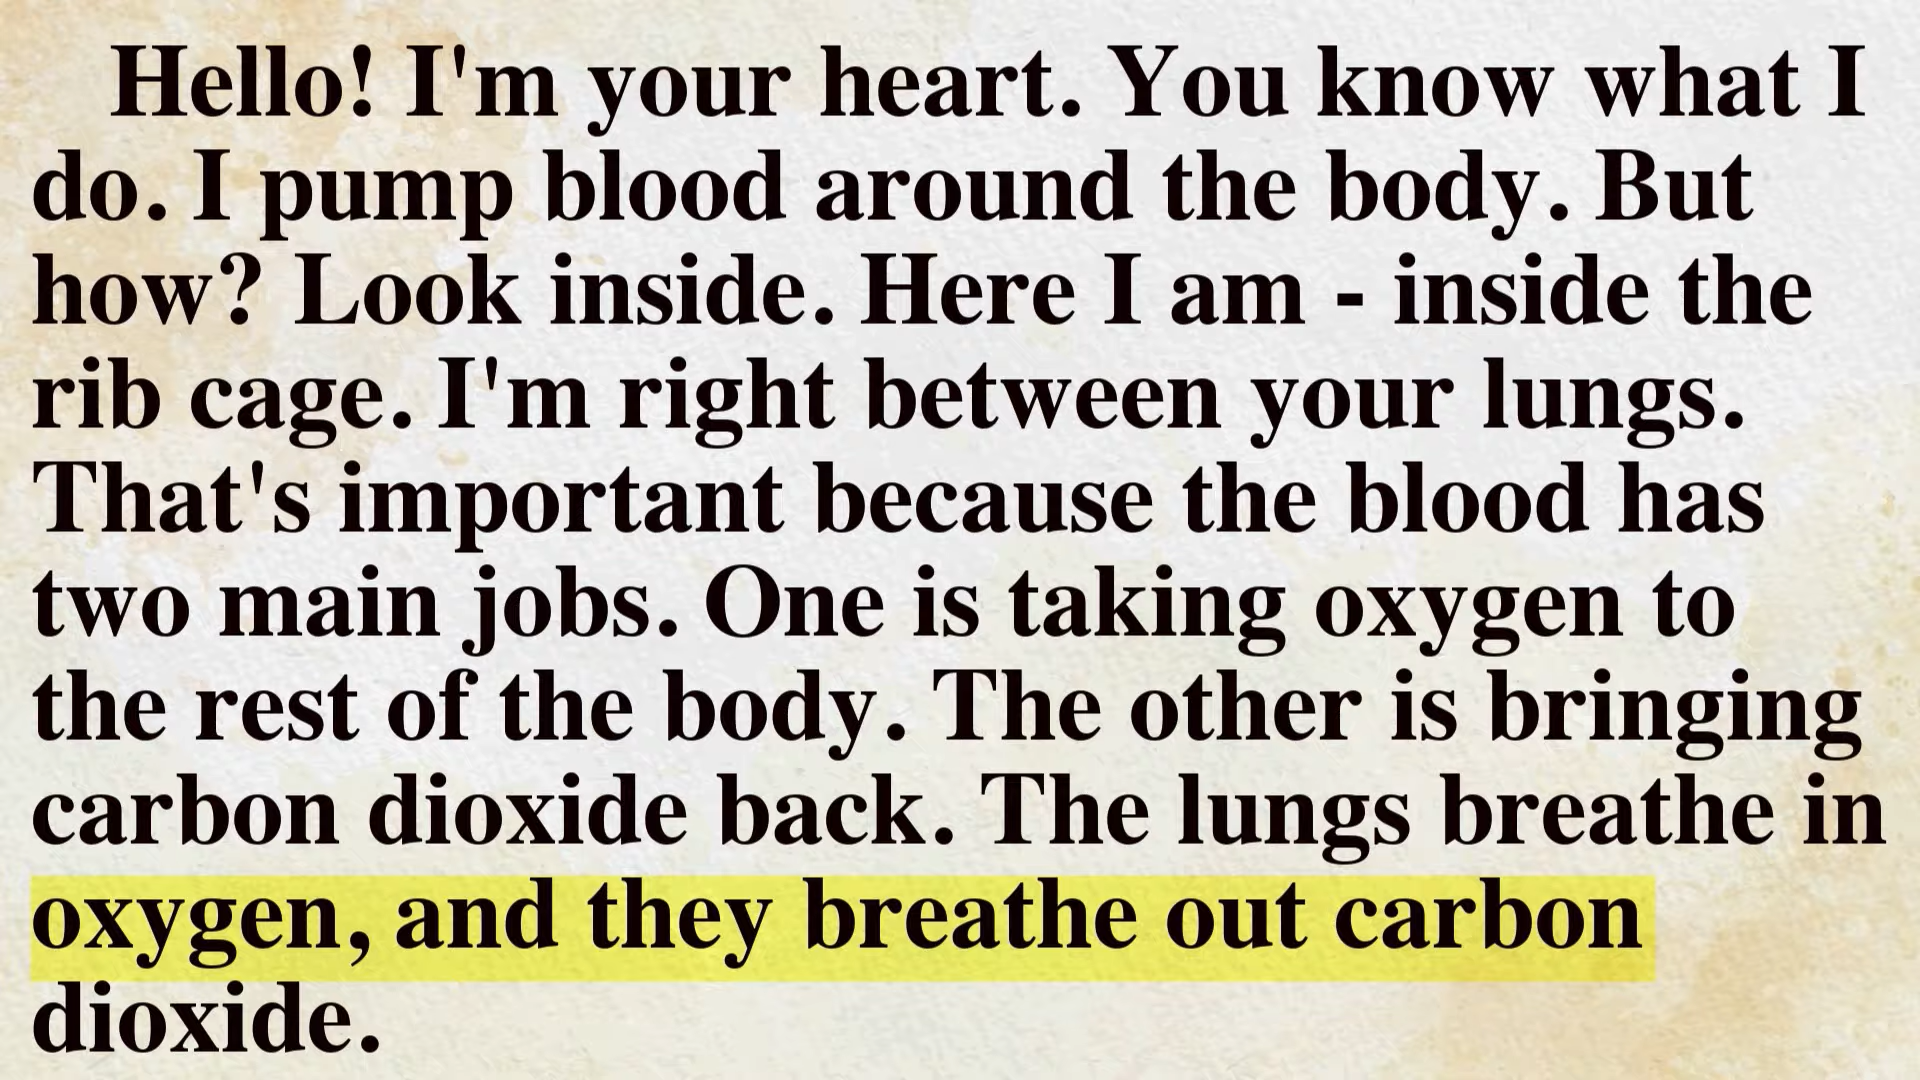 Hello! I'm your heart. You know what I
do. I pump blood around the body. But
how? Look inside. Here I am - inside the
rib cage. I'm right between your lungs.
That's important because the blood has
two main jobs. One is taking oxygen to
the rest of the body. The other is bringing
carbon dioxide back. The lungs breathe in
oxygen, and they breathe out carbon
dioxide.